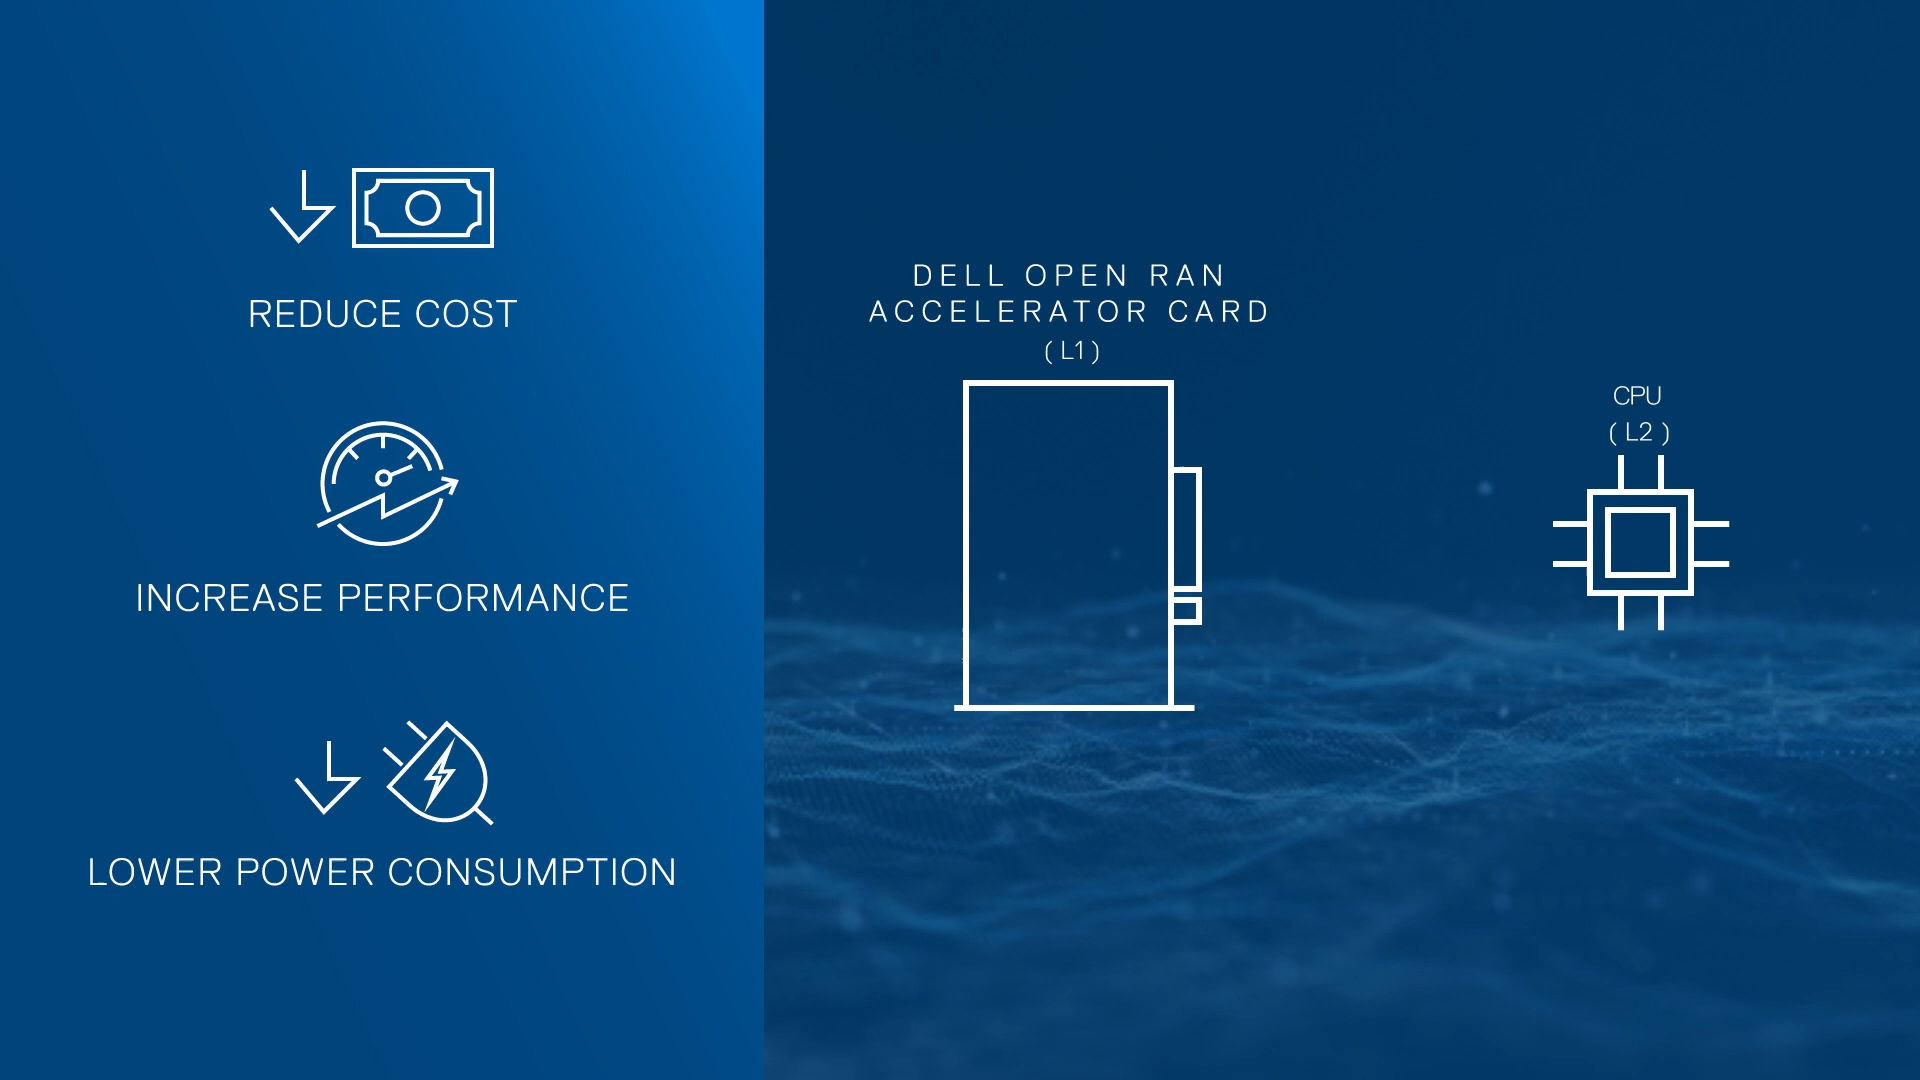 REDUCE COST
INCREASE PERFORMANCE
LOWER POWER CONSUMPTION
DELL OPEN RAN
ACCELERATOR CARD
( L1 )
CPU
( L2 )